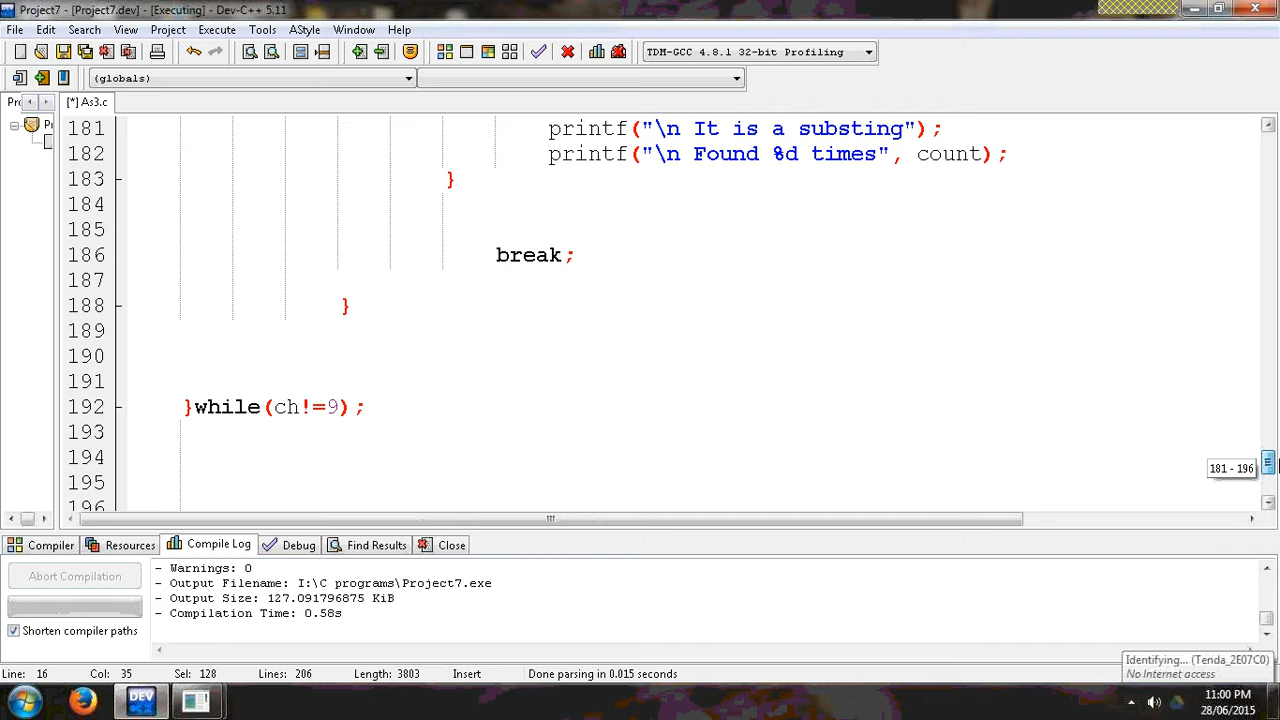 Project7 - [Project7.dev] - [Executing] - Dev-C++ 5.11
File Edit Search View Project Execute Tools AStyle Window Help
TDM-GCC 4.8.1 32-bit Profiling
(globals)
[*] As3.c
181 printf("\n It is a substing");
182 printf("\n Found %d times", count);
183 }
184
185
186 break;
187
188 }
189
190
191
192 }while(ch!=9);
193
194
195
196
181 - 196
Compiler Resources Compile Log Debug Find Results Close
Abort Compilation
Shorten compiler paths
- Warnings: 0
- Output Filename: I:\C programs\Project7.exe
- Output Size: 127.091796875 KiB
- Compilation Time: 0.58s
Line: 16 Col: 35 Sel: 128 Lines: 206 Length: 3803 Insert Done parsing in 0.015 seconds
Identifying... (Tenda_2E07C0)
No Internet access
DEV
11:00 PM
28/06/2015